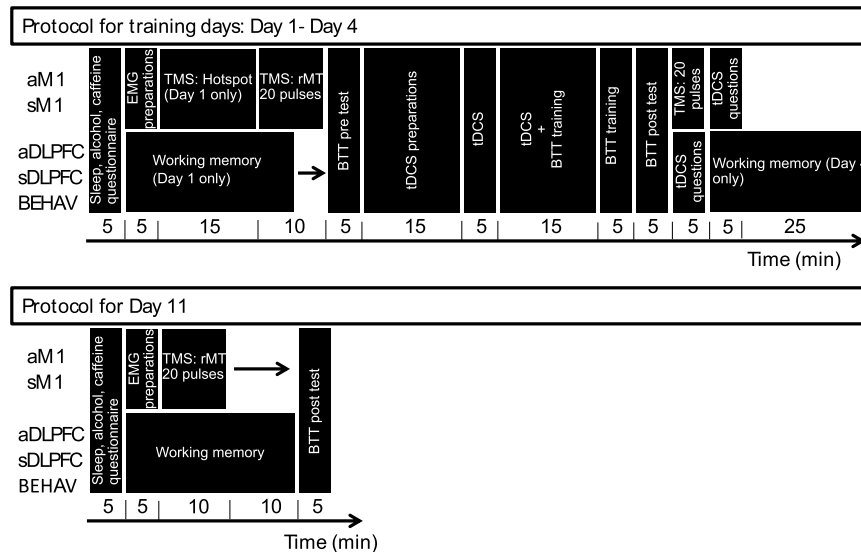 Protocol for training days: Day 1- Day 4
aM1
sM1
aDLPFC
sDLPFC
BEHAV
Sleep, alcohol, caffeine
questionnaire
EMG
preparations
TMS: Hotspot
(Day 1 only)
TMS: rMT
20 pulses
Working memory
(Day 1 only)
BTT pre test
tDCS preparations
tDCS
tDCS
+
BTT training
BTT training
BTT post test
TMS: 20
pulses
tDCS
questions
tDCS
questions
Working memory (Day
only)
5 5 15 10 5 15 5 15 5 5 5 5 25
Time (min)
Protocol for Day 11
aM1
sM1
aDLPFC
sDLPFC
BEHAV
Sleep, alcohol, caffeine
questionnaire
EMG
preparations
TMS: rMT
20 pulses
Working memory
BTT post test
5 5 10 10 5
Time (min)